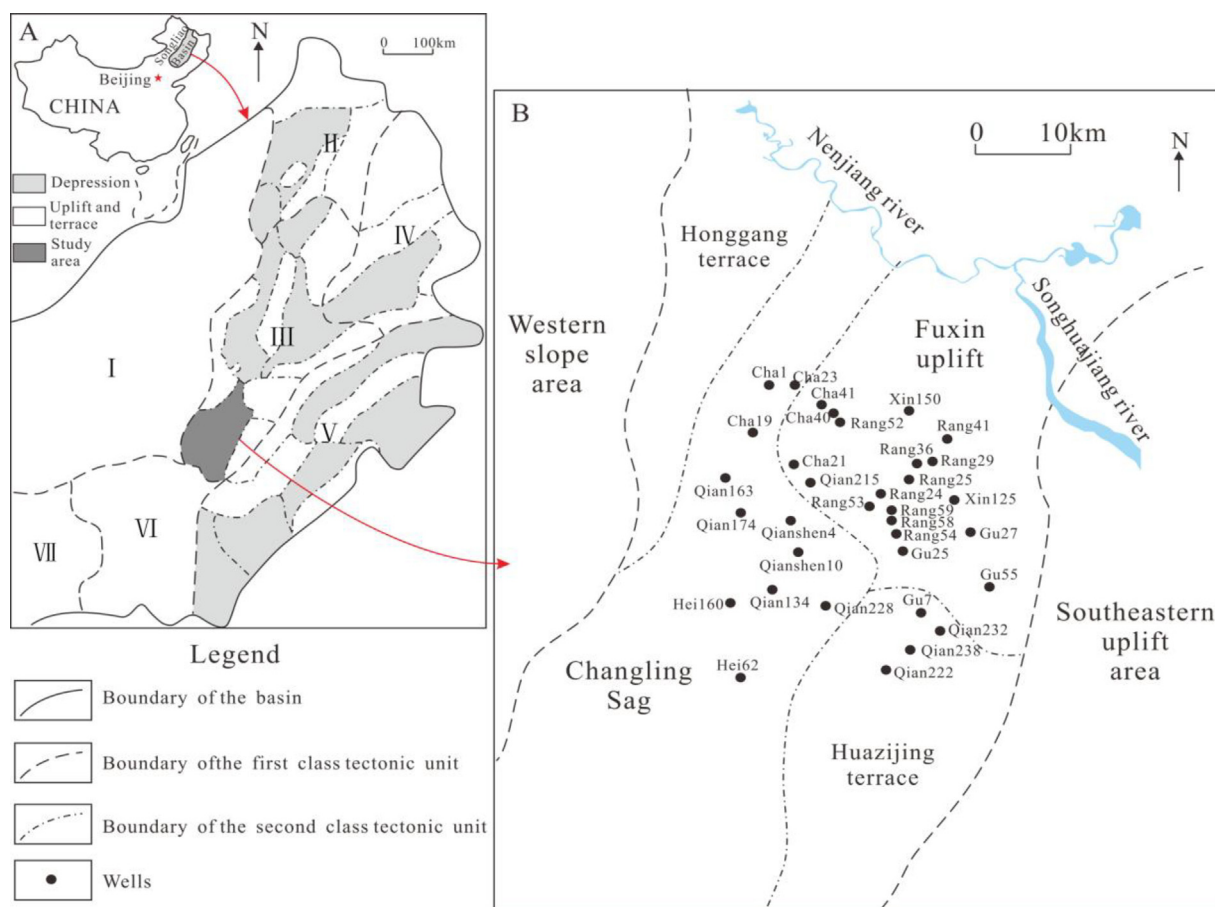 A
Songliao
Basin
N
0 100km
Beijing
CHINA
Depression
Uplift and
terrace
Study
area
I
II
III
IV
V
VI
VII
Legend
Boundary of the basin
Boundary ofthe first class tectonic unit
Boundary of the second class tectonic unit
Wells
B
0 10km
N
Nenjiang river
Songhuajiang river
Honggang
terrace
Western
slope
area
Fuxin
uplift
Cha1
Cha23
Cha41
Cha40
Rang52
Xin150
Cha19
Rang41
Rang36
Rang29
Cha21
Rang25
Qian163
Qian215
Rang24
Rang53
Xin125
Rang59
Qian174
Qianshen4
Rang58
Rang54
Gu27
Gu25
Qianshen10
Gu55
Hei160
Qian134
Qian228
Gu7
Qian232
Qian238
Qian222
Hei62
Southeastern
uplift
area
Changling
Sag
Huazijing
terrace